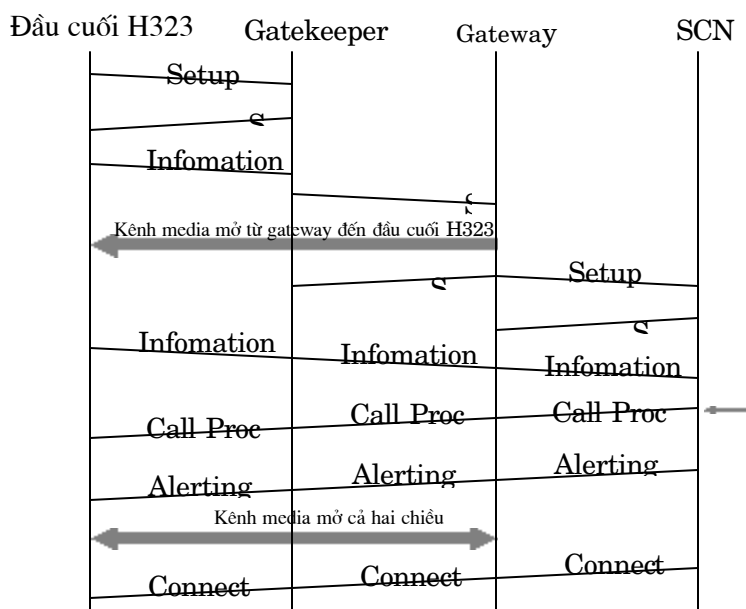 Đầu cuối H323 Gatekeeper Gateway SCN
Setup
Infomation
Kênh media mở từ gateway đến đầu cuối H323
Setup
Infomation Infomation Infomation
Call Proc Call Proc Call Proc
Alerting Alerting Alerting
Kênh media mở cả hai chiều
Connect Connect Connect